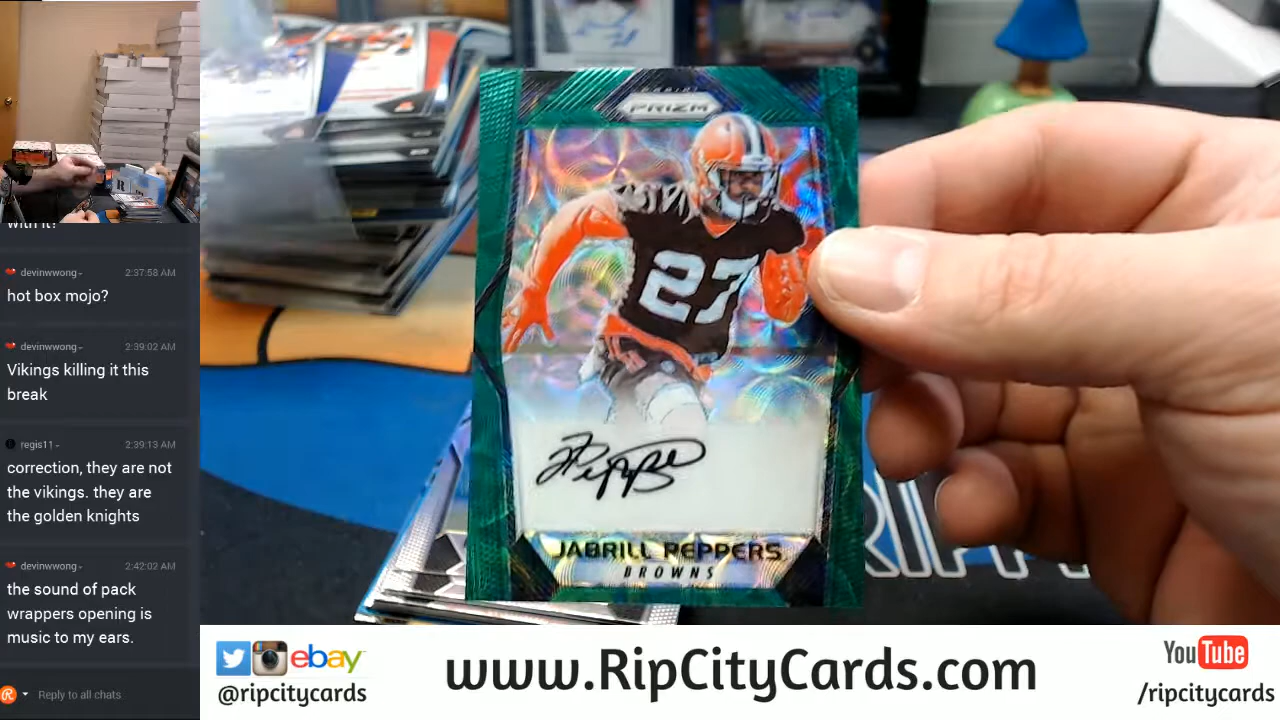 with it?
devinwwong - 2:37:58 AM
hot box mojo?
devinwwong - 2:39:02 AM
Vikings killing it this
break
regis11 - 2:39:13 AM
correction, they are not
the vikings. they are
the golden knights
devinwwong - 2:42:02 AM
the sound of pack
wrappers opening is
music to my ears.
Reply to all chats
PANINI
PRIZM
27
JABRILL PEPPERS
BROWNS
ebay
@ripcitycards
www.RipCityCards.com
YouTube
/ripcitycards